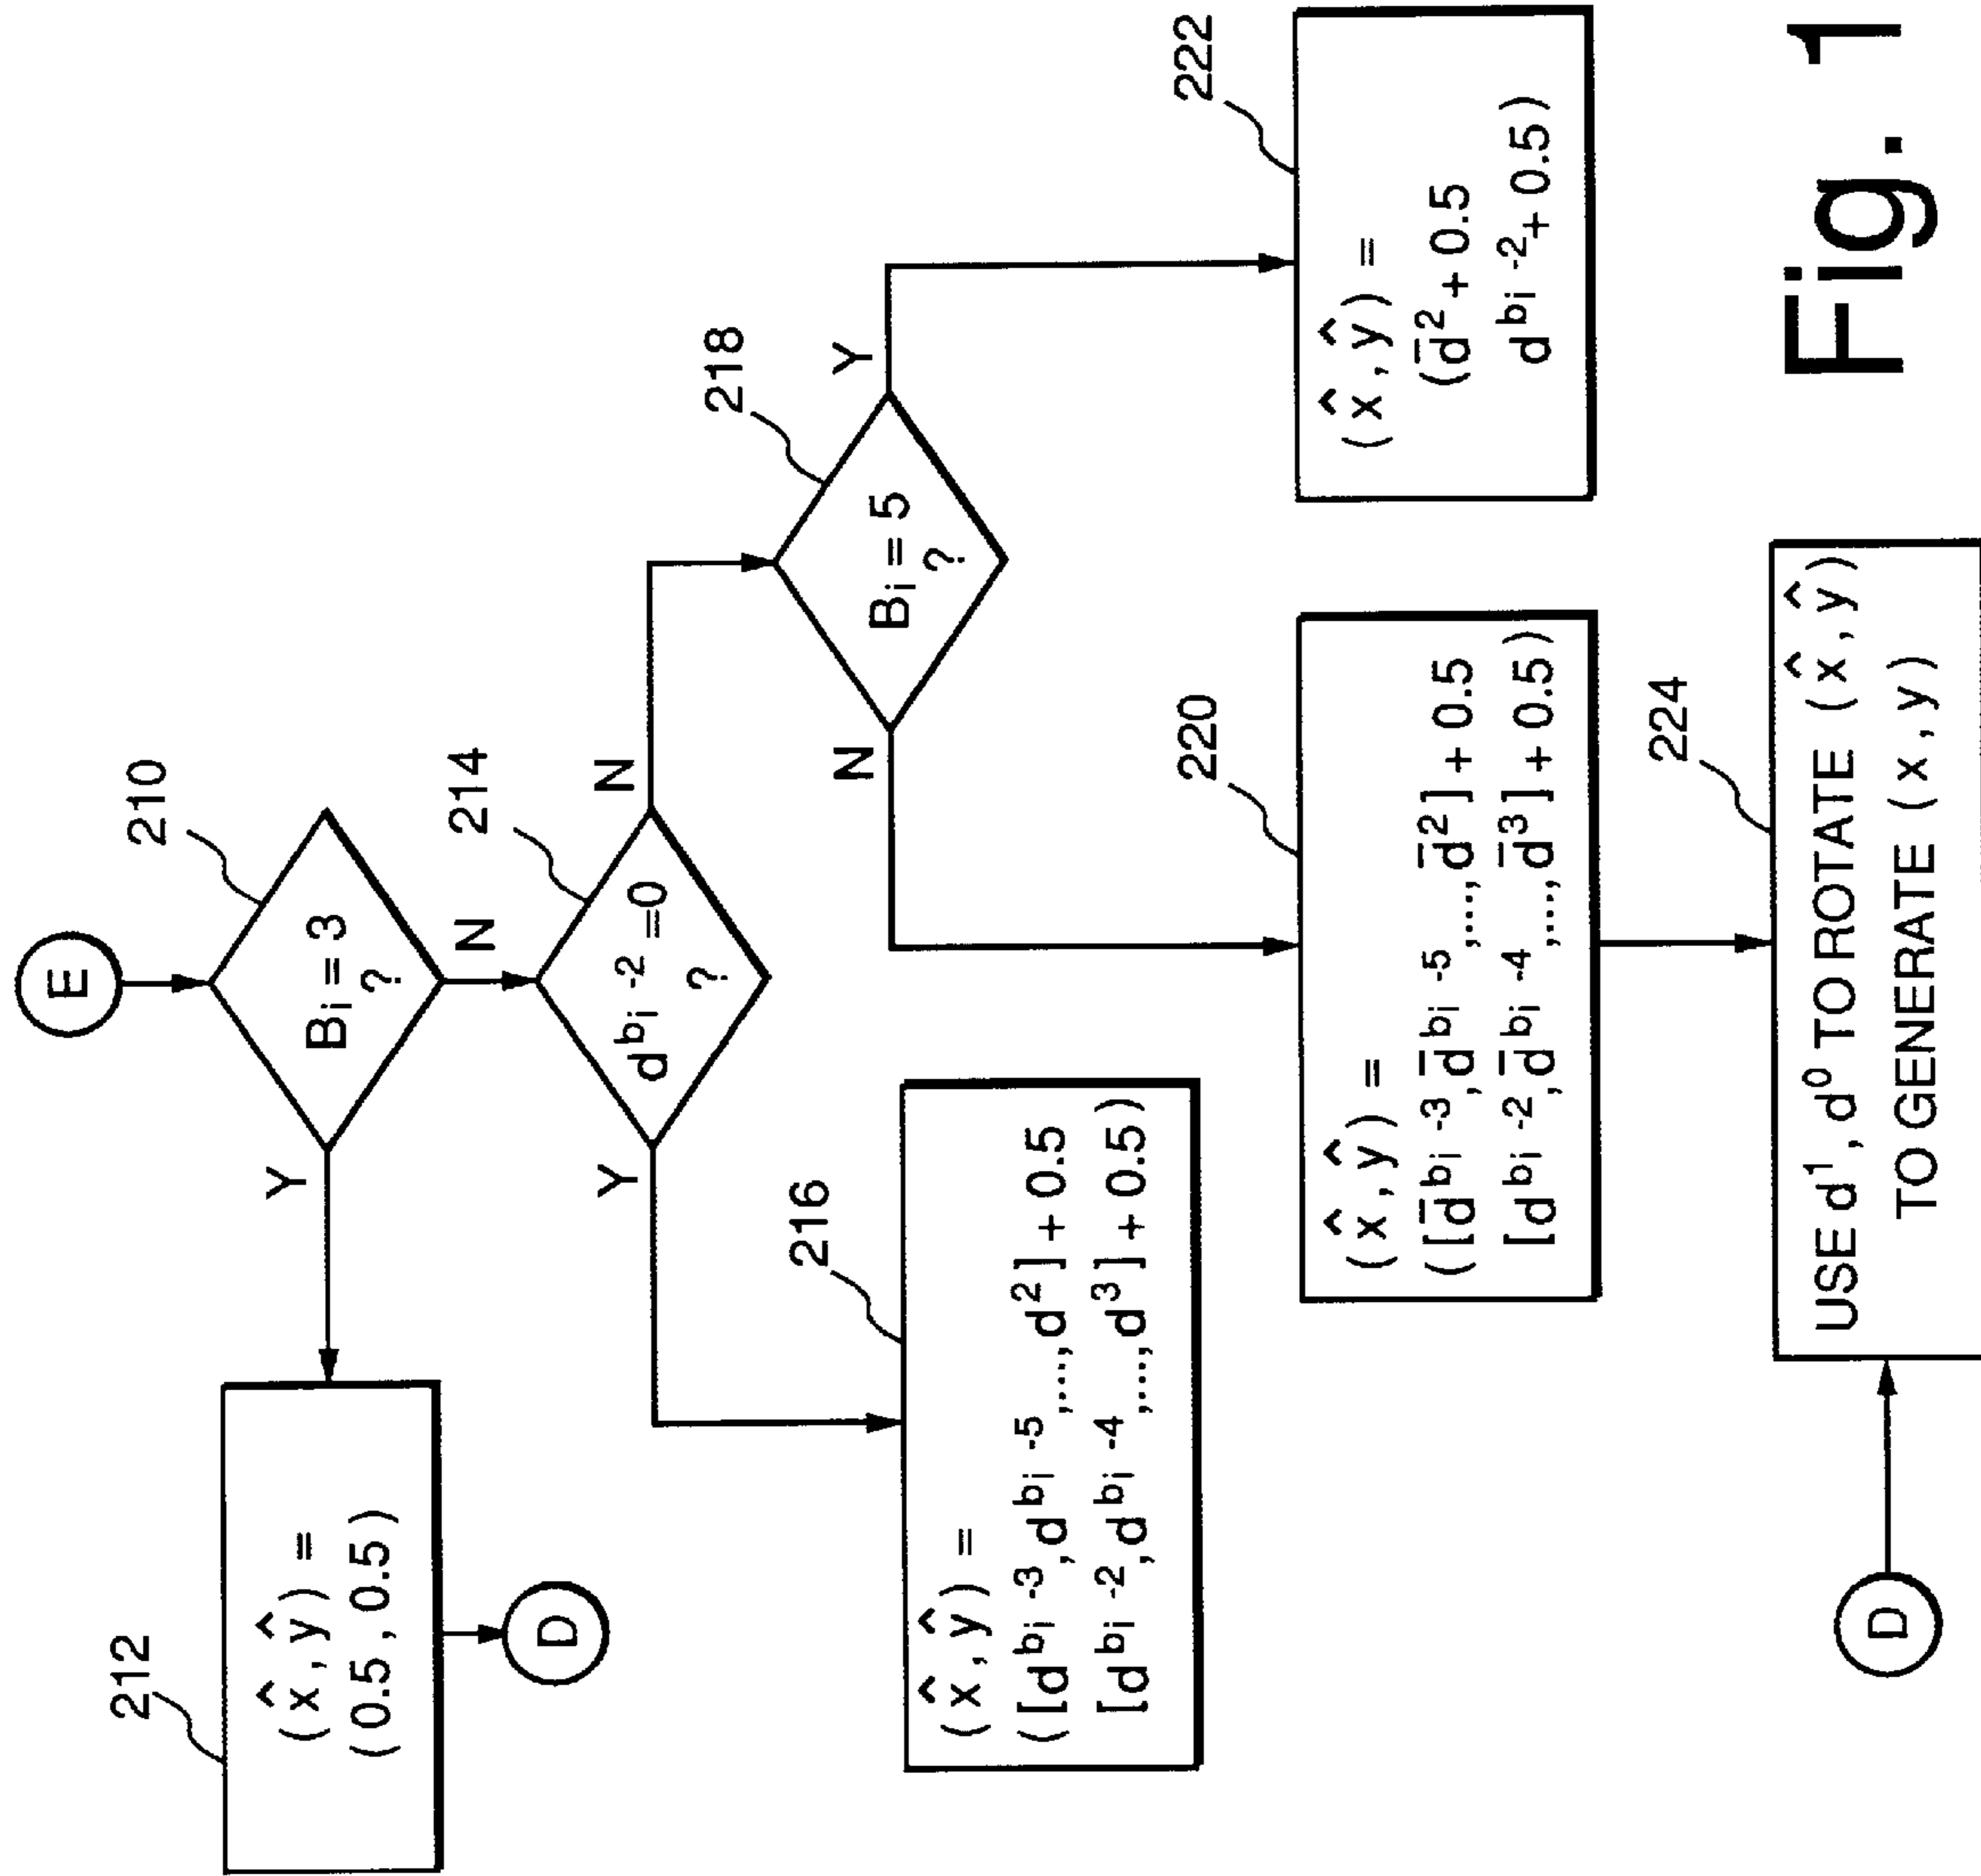 E
210
Bᵢ = 3
?
Y
N
212
(x̂, ŷ) =
(0.5, 0.5)
D
214
d^{bᵢ -2} =0
?
Y
N
216
(x̂, ŷ) =
([d^{bᵢ -3}, d^{bᵢ -5}, ..., d²] + 0.5
[d^{bᵢ -2}, d^{bᵢ -4}, ..., d³] + 0.5)
218
Bᵢ = 5
?
N
Y
220
(x̂, ŷ) =
([d̄^{bᵢ -3}, d̄^{bᵢ -5}, ..., d̄²] + 0.5
[d^{bᵢ -2}, d̄^{bᵢ -4}, ..., d̄³] + 0.5)
222
(x̂, ŷ) =
(d̄² + 0.5
d^{bᵢ -2} + 0.5)
D
224
USE d¹, d⁰ TO ROTATE (x̂, ŷ)
TO GENERATE (x, y)
Fig. 1